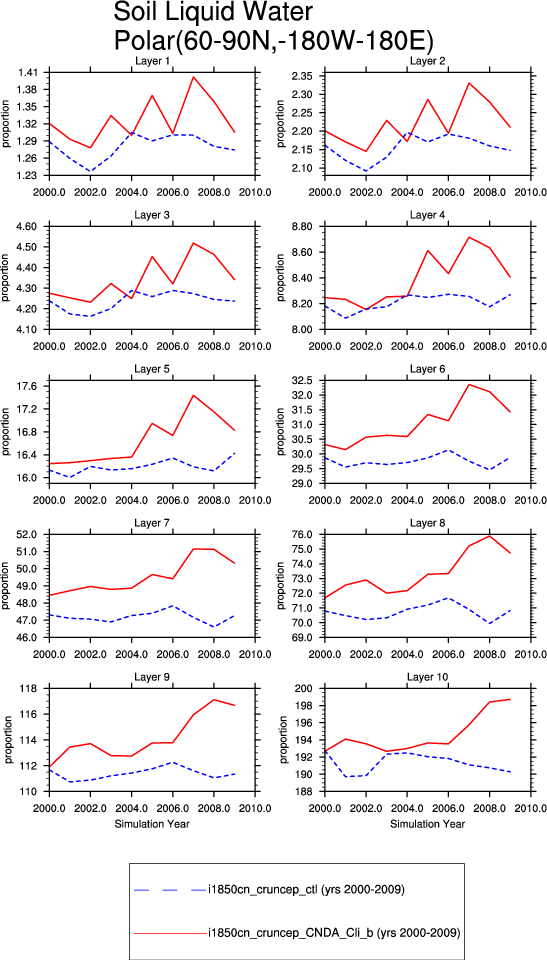 Soil Liquid Water
Polar(60-90N,-180W-180E)
Layer 1
proportion
1.41
1.38
1.35
1.32
1.29
1.26
1.23
2000.0 2002.0 2004.0 2006.0 2008.0 2010.0
Layer 2
proportion
2.35
2.30
2.25
2.20
2.15
2.10
2000.0 2002.0 2004.0 2006.0 2008.0 2010.0
Layer 3
proportion
4.60
4.50
4.40
4.30
4.20
4.10
2000.0 2002.0 2004.0 2006.0 2008.0 2010.0
Layer 4
proportion
8.80
8.60
8.40
8.20
8.00
2000.0 2002.0 2004.0 2006.0 2008.0 2010.0
Layer 5
proportion
17.6
17.2
16.8
16.4
16.0
2000.0 2002.0 2004.0 2006.0 2008.0 2010.0
Layer 6
proportion
32.5
31.5
30.5
30.0
29.5
29.0
2000.0 2002.0 2004.0 2006.0 2008.0 2010.0
Layer 7
proportion
52.0
51.0
50.0
49.0
48.0
47.0
46.0
2000.0 2002.0 2004.0 2006.0 2008.0 2010.0
Layer 8
proportion
76.0
75.0
74.0
73.0
72.0
71.0
70.0
69.0
2000.0 2002.0 2004.0 2006.0 2008.0 2010.0
Layer 9
proportion
118
116
114
112
110
2000.0 2002.0 2004.0 2006.0 2008.0 2010.0
Simulation Year
Layer 10
proportion
200
198
196
194
192
190
188
2000.0 2002.0 2004.0 2006.0 2008.0 2010.0
Simulation Year
i1850cn_cruncep_ctl (yrs 2000-2009)
i1850cn_cruncep_CNDA_Cli_b (yrs 2000-2009)